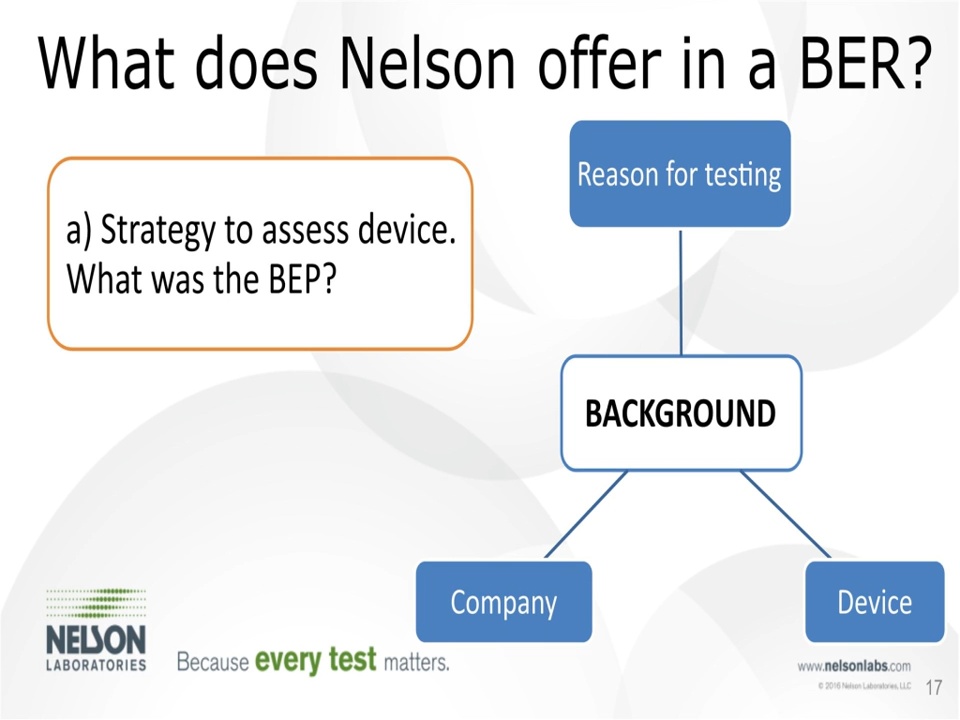 What does Nelson offer in a BER?
a) Strategy to assess device.
What was the BEP?
Reason for testing
BACKGROUND
Company
Device
NELSON
LABORATORIES
Because every test matters.
www.nelsonlabs.com
© 2016 Nelson Laboratories, LLC
17